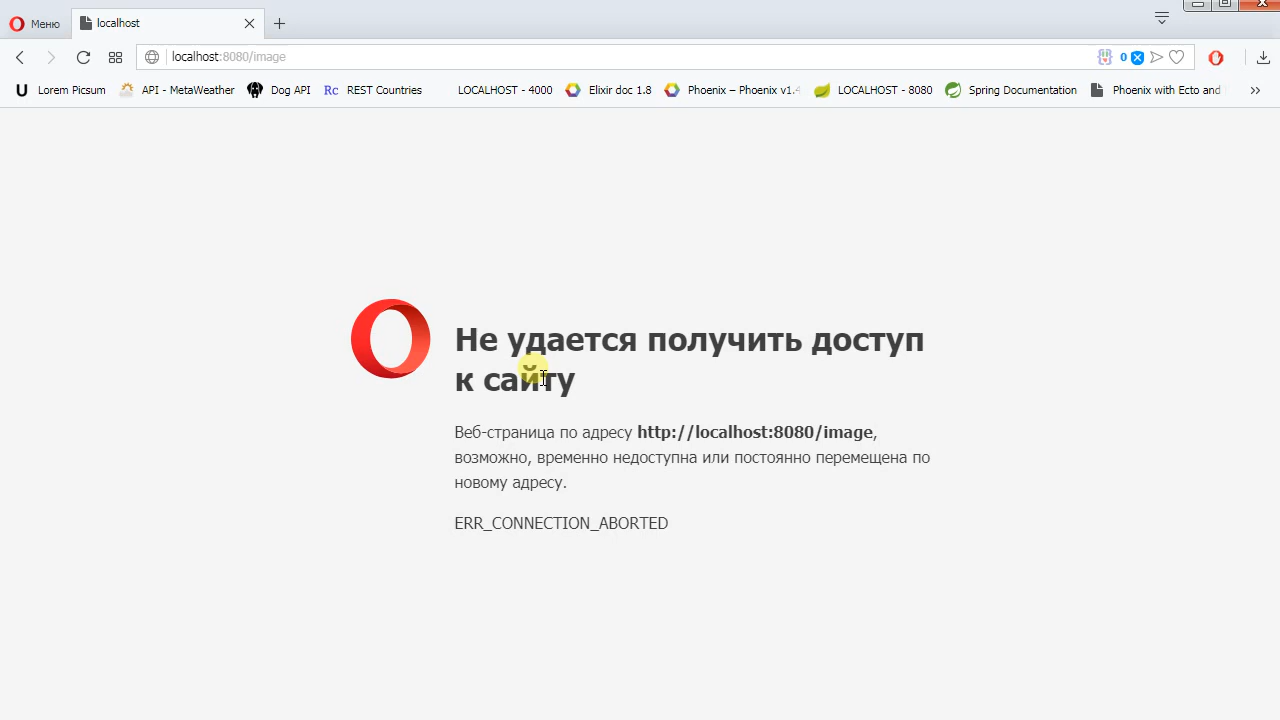 Меню
localhost
localhost:8080/image
0
Lorem Picsum
API - MetaWeather
Dog API
Rc REST Countries
LOCALHOST - 4000
Elixir doc 1.8
Phoenix – Phoenix v1.4
LOCALHOST - 8080
Spring Documentation
Phoenix with Ecto and
Не удается получить доступ
к сайту
Веб-страница по адресу http://localhost:8080/image,
возможно, временно недоступна или постоянно перемещена по
новому адресу.
ERR_CONNECTION_ABORTED